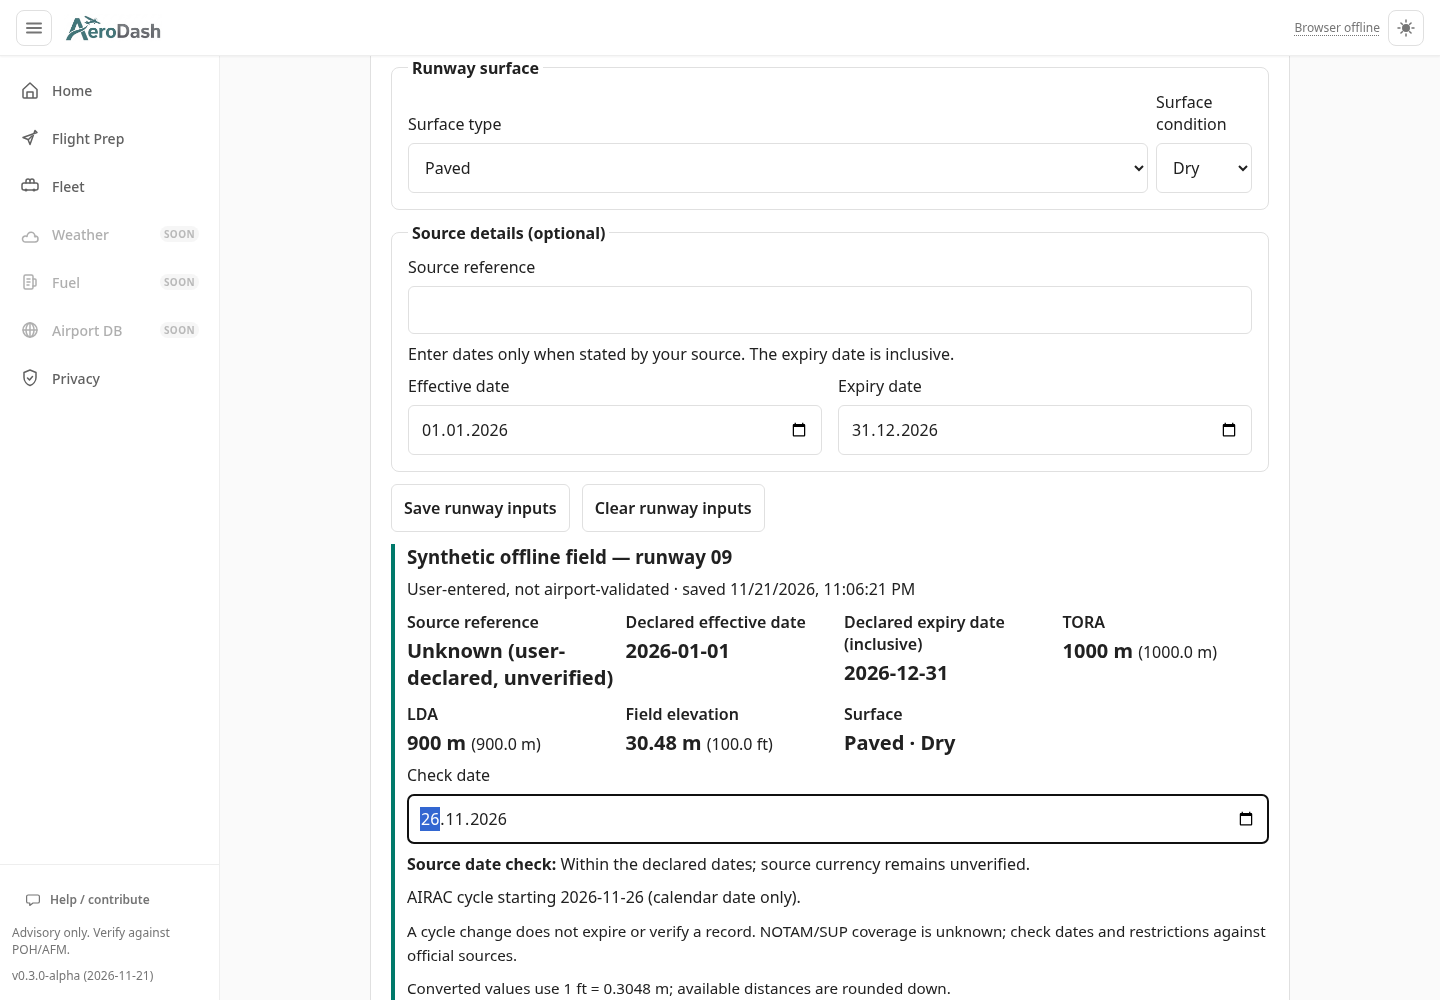 AeroDash
Browser offline
Home
Flight Prep
Fleet
Weather SOON
Fuel SOON
Airport DB SOON
Privacy
Help / contribute
Advisory only. Verify against
POH/AFM.
v0.3.0-alpha (2026-11-21)
Runway surface
Surface type
Surface
condition
Paved
Dry
Source details (optional)
Source reference
Enter dates only when stated by your source. The expiry date is inclusive.
Effective date
Expiry date
01.01.2026
31.12.2026
Save runway inputs
Clear runway inputs
Synthetic offline field — runway 09
User-entered, not airport-validated · saved 11/21/2026, 11:06:21 PM
Source reference
Unknown (user-
declared, unverified)
Declared effective date
2026-01-01
Declared expiry date
(inclusive)
2026-12-31
TORA
1000 m (1000.0 m)
LDA
900 m (900.0 m)
Field elevation
30.48 m (100.0 ft)
Surface
Paved · Dry
Check date
26.11.2026
Source date check: Within the declared dates; source currency remains unverified.
AIRAC cycle starting 2026-11-26 (calendar date only).
A cycle change does not expire or verify a record. NOTAM/SUP coverage is unknown; check dates and restrictions against
official sources.
Converted values use 1 ft = 0.3048 m; available distances are rounded down.